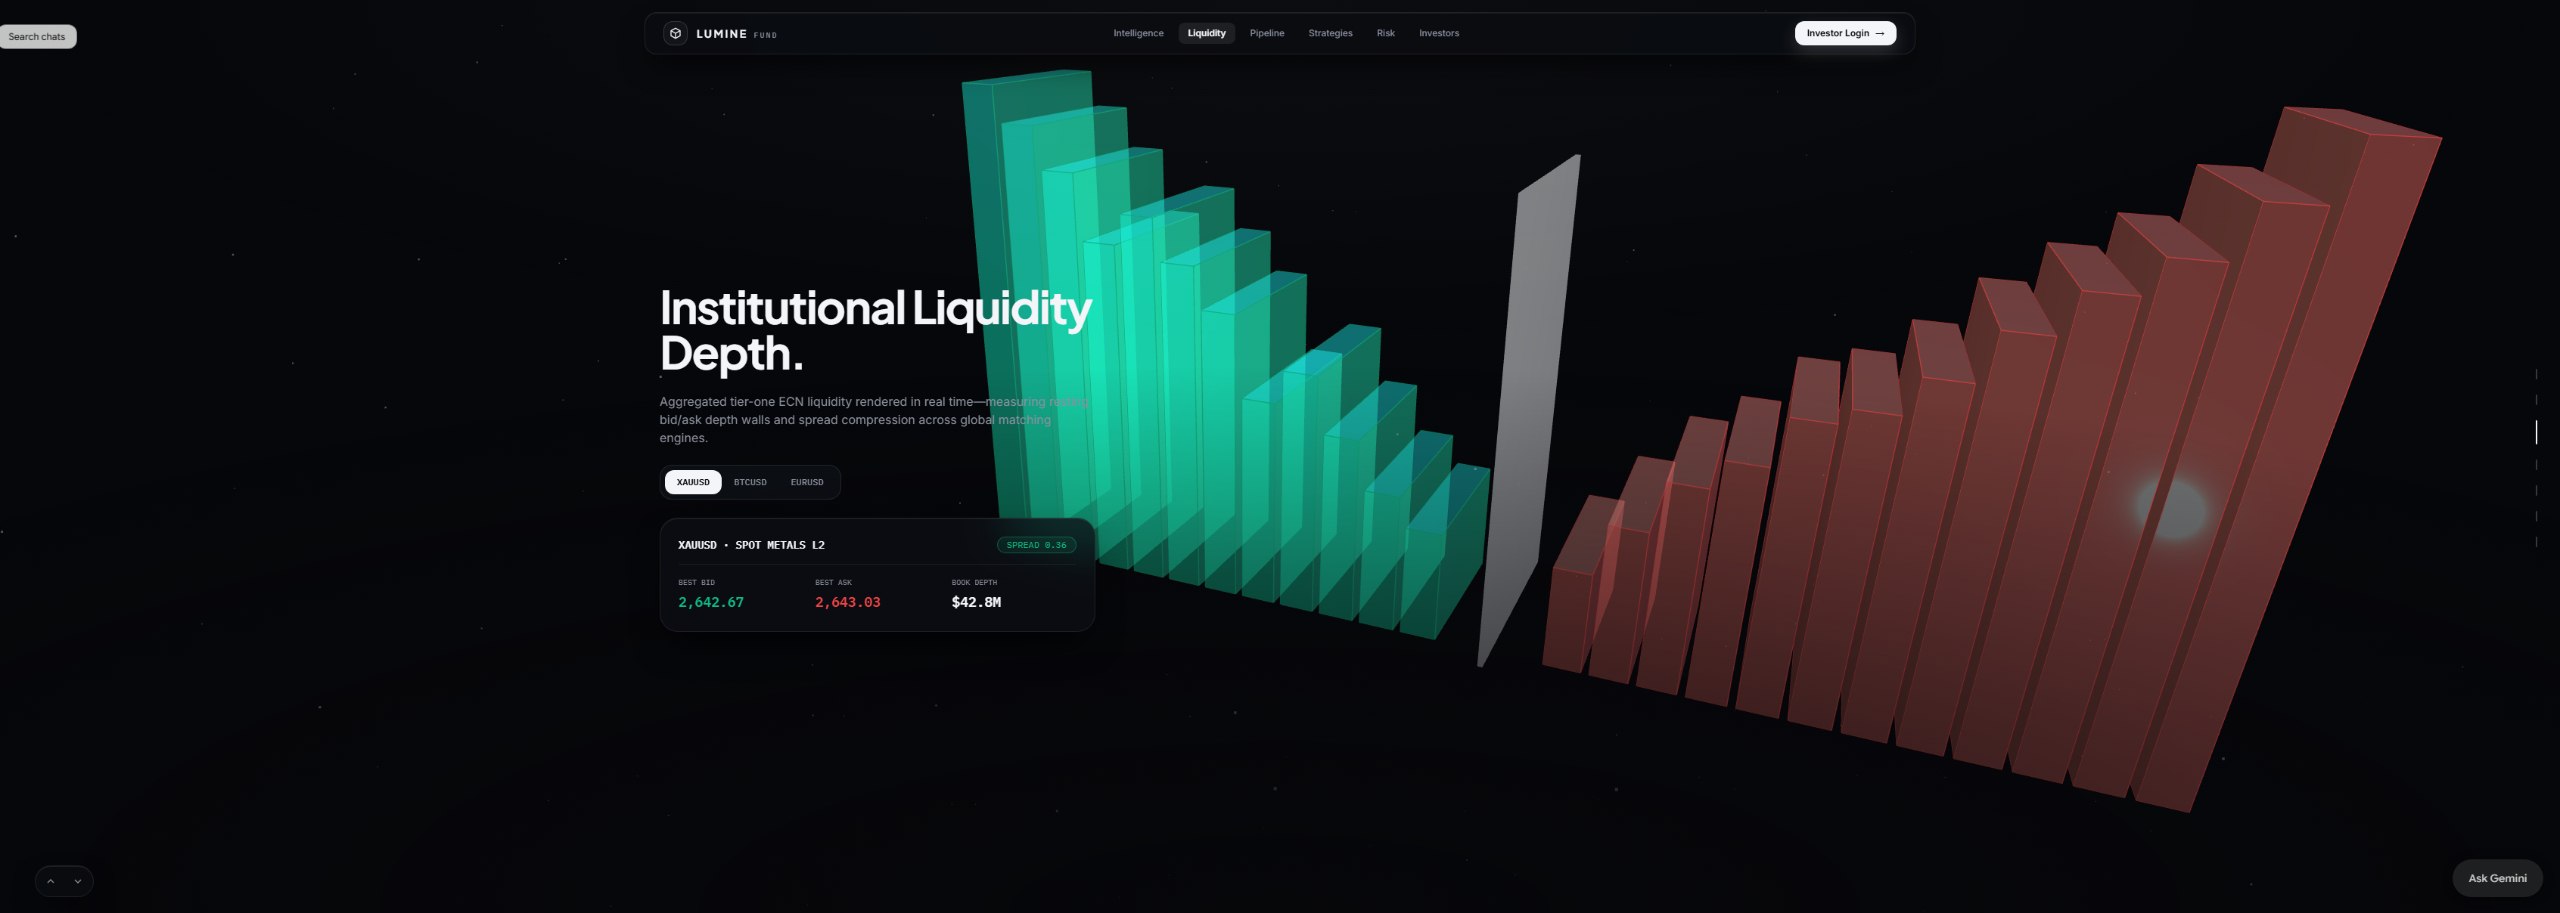 Search chats
LUMINE FUND
Intelligence
Liquidity
Pipeline
Strategies
Risk
Investors
Investor Login →
Institutional Liquidity
Depth.
Aggregated tier-one ECN liquidity rendered in real time—measuring resting
bid/ask depth walls and spread compression across global matching
engines.
XAUUSD
BTCUSD
EURUSD
XAUUSD · SPOT METALS L2
SPREAD 0.36
BEST BID
BEST ASK
BOOK DEPTH
2,642.67
2,643.03
$42.8M
Ask Gemini